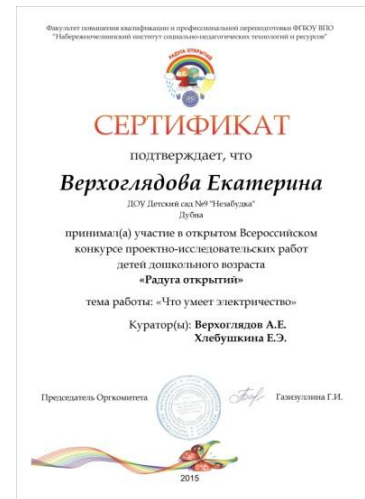 Факультет повышения квалификации и профессиональной переподготовки ФГБОУ ВПО
"Набережночелнинский институт социально-педагогических технологий и ресурсов"
РАДУГА ОТКРЫТИЙ
СЕРТИФИКАТ
подтверждает, что
Верхоглядова Екатерина
ДОУ Детский сад №9 "Незабудка"
Дубна
принимал(а) участие в открытом Всероссийском
конкурсе проектно-исследовательских работ
детей дошкольного возраста
«Радуга открытий»
тема работы: «Что умеет электричество»
Куратор(ы): Верхоглядов А.Е.
Хлебушкина Е.Э.
Председатель Оргкомитета
Газизуллина Г.И.
2015